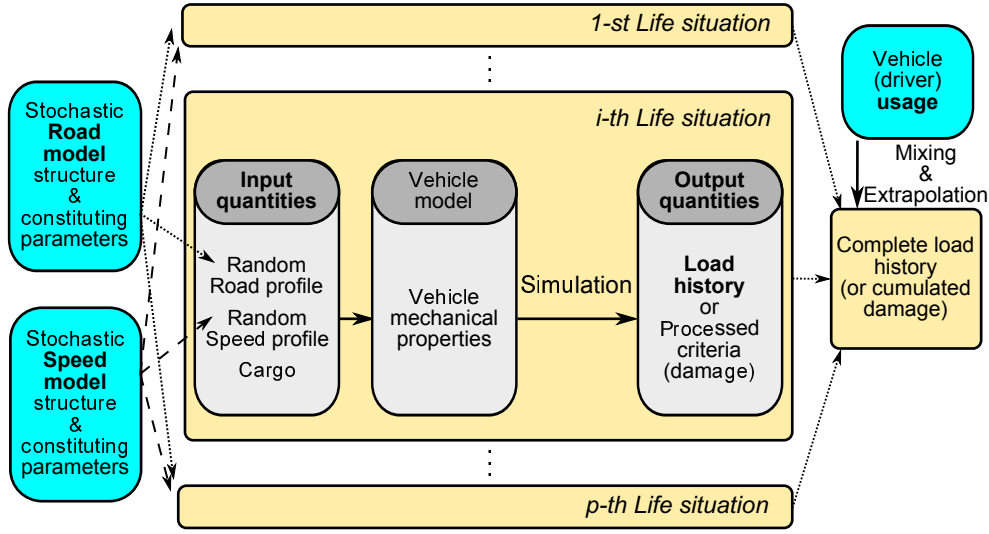 1-st Life situation
Stochastic
Road
model
structure
&
constituting
parameters
Stochastic
Speed
model
structure
&
constituting
parameters
i-th Life situation
Input
quantities
Random
Road profile
Random
Speed profile
Cargo
Vehicle
model
Vehicle
mechanical
properties
Simulation
Output
quantities
Load
history
or
Processed
criteria
(damage)
p-th Life situation
Vehicle
(driver)
usage
Mixing
&
Extrapolation
Complete load
history
(or cumulated
damage)